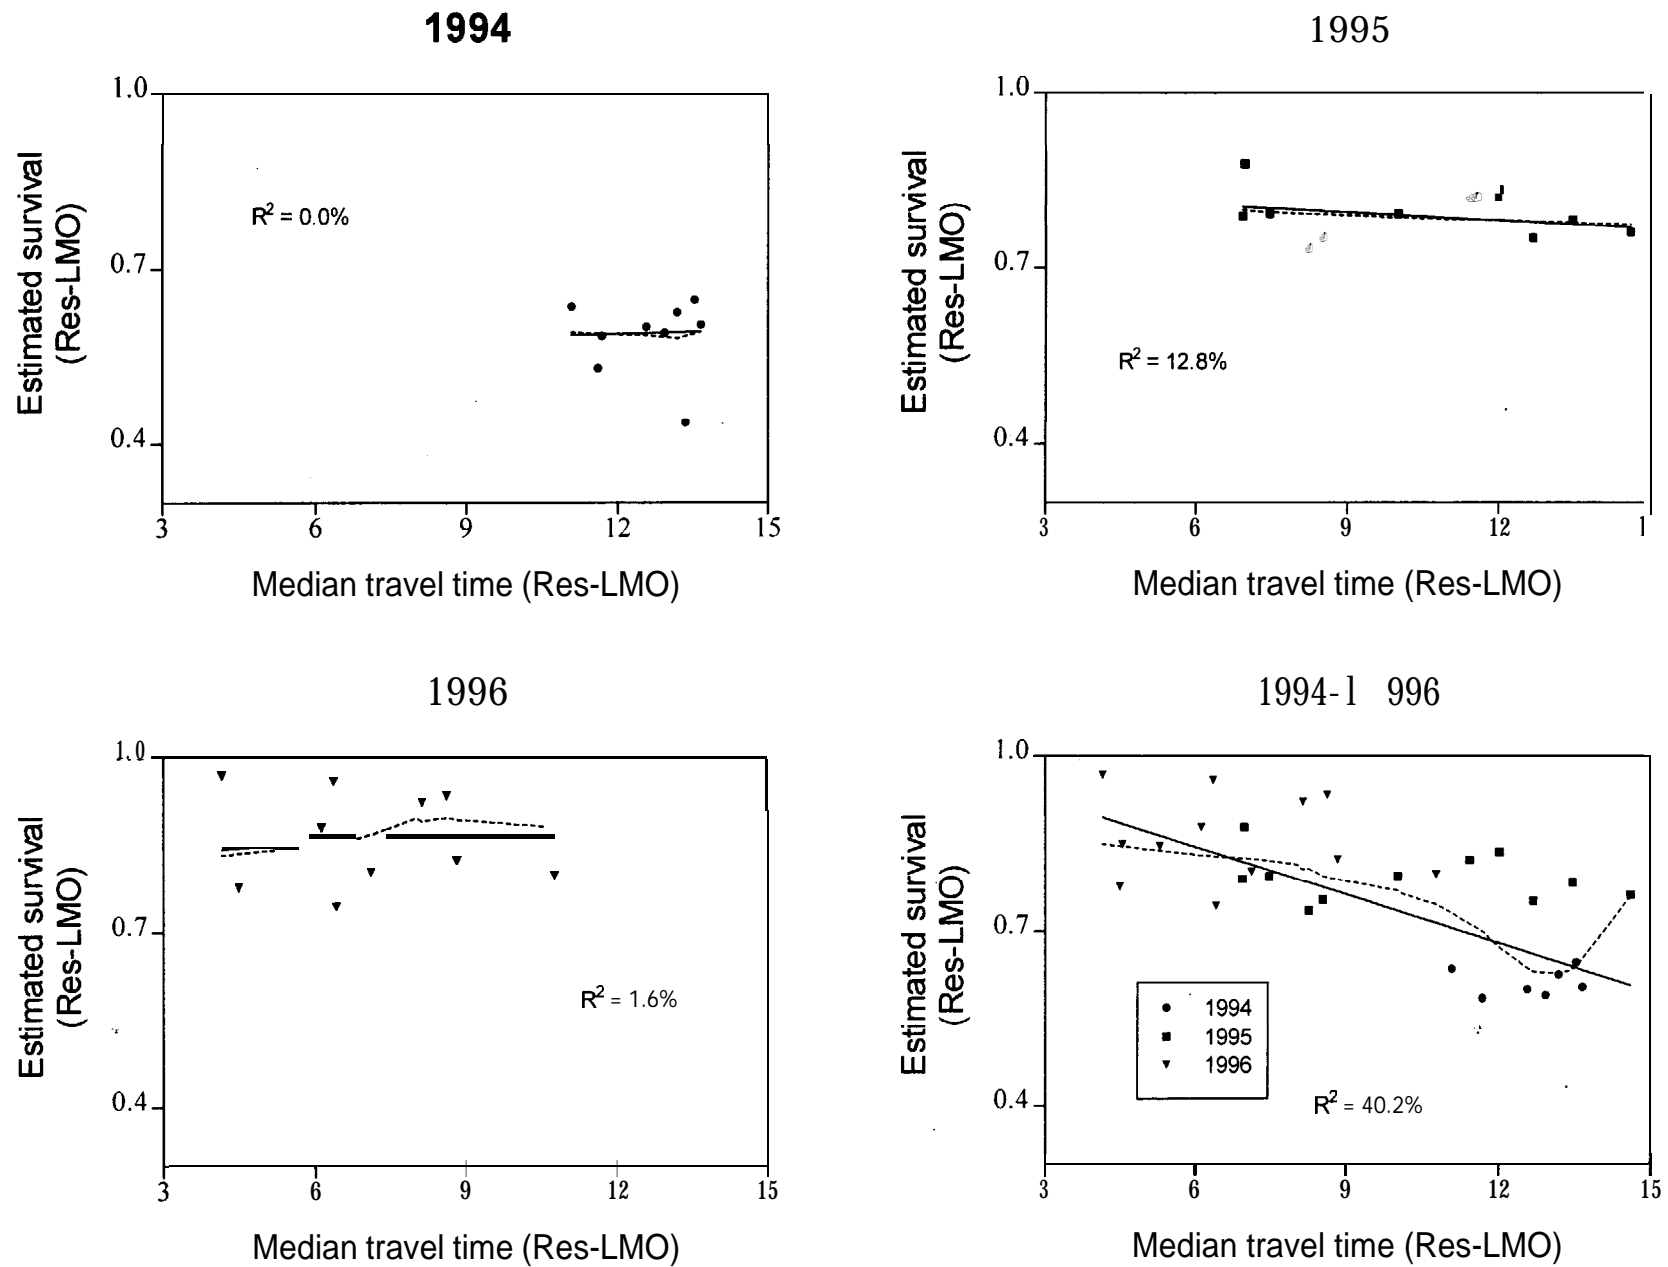 1994
1.0
0.7
0.4
Estimated survival
(Res-LMO)
R² = 0.0%
3 6 9 12 15
Median travel time (Res-LMO)
1995
1.0
0.7
0.4
Estimated survival
(Res-LMO)
R² = 12.8%
3 6 9 12 1
Median travel time (Res-LMO)
1996
1.0
0.7
0.4
Estimated survival
(Res-LMO)
R² = 1.6%
3 6 9 12 15
Median travel time (Res-LMO)
1994-l 996
1.0
0.7
0.4
Estimated survival
(Res-LMO)
1994
1995
1996
R² = 40.2%
3 6 9 12 15
Median travel time (Res-LMO)